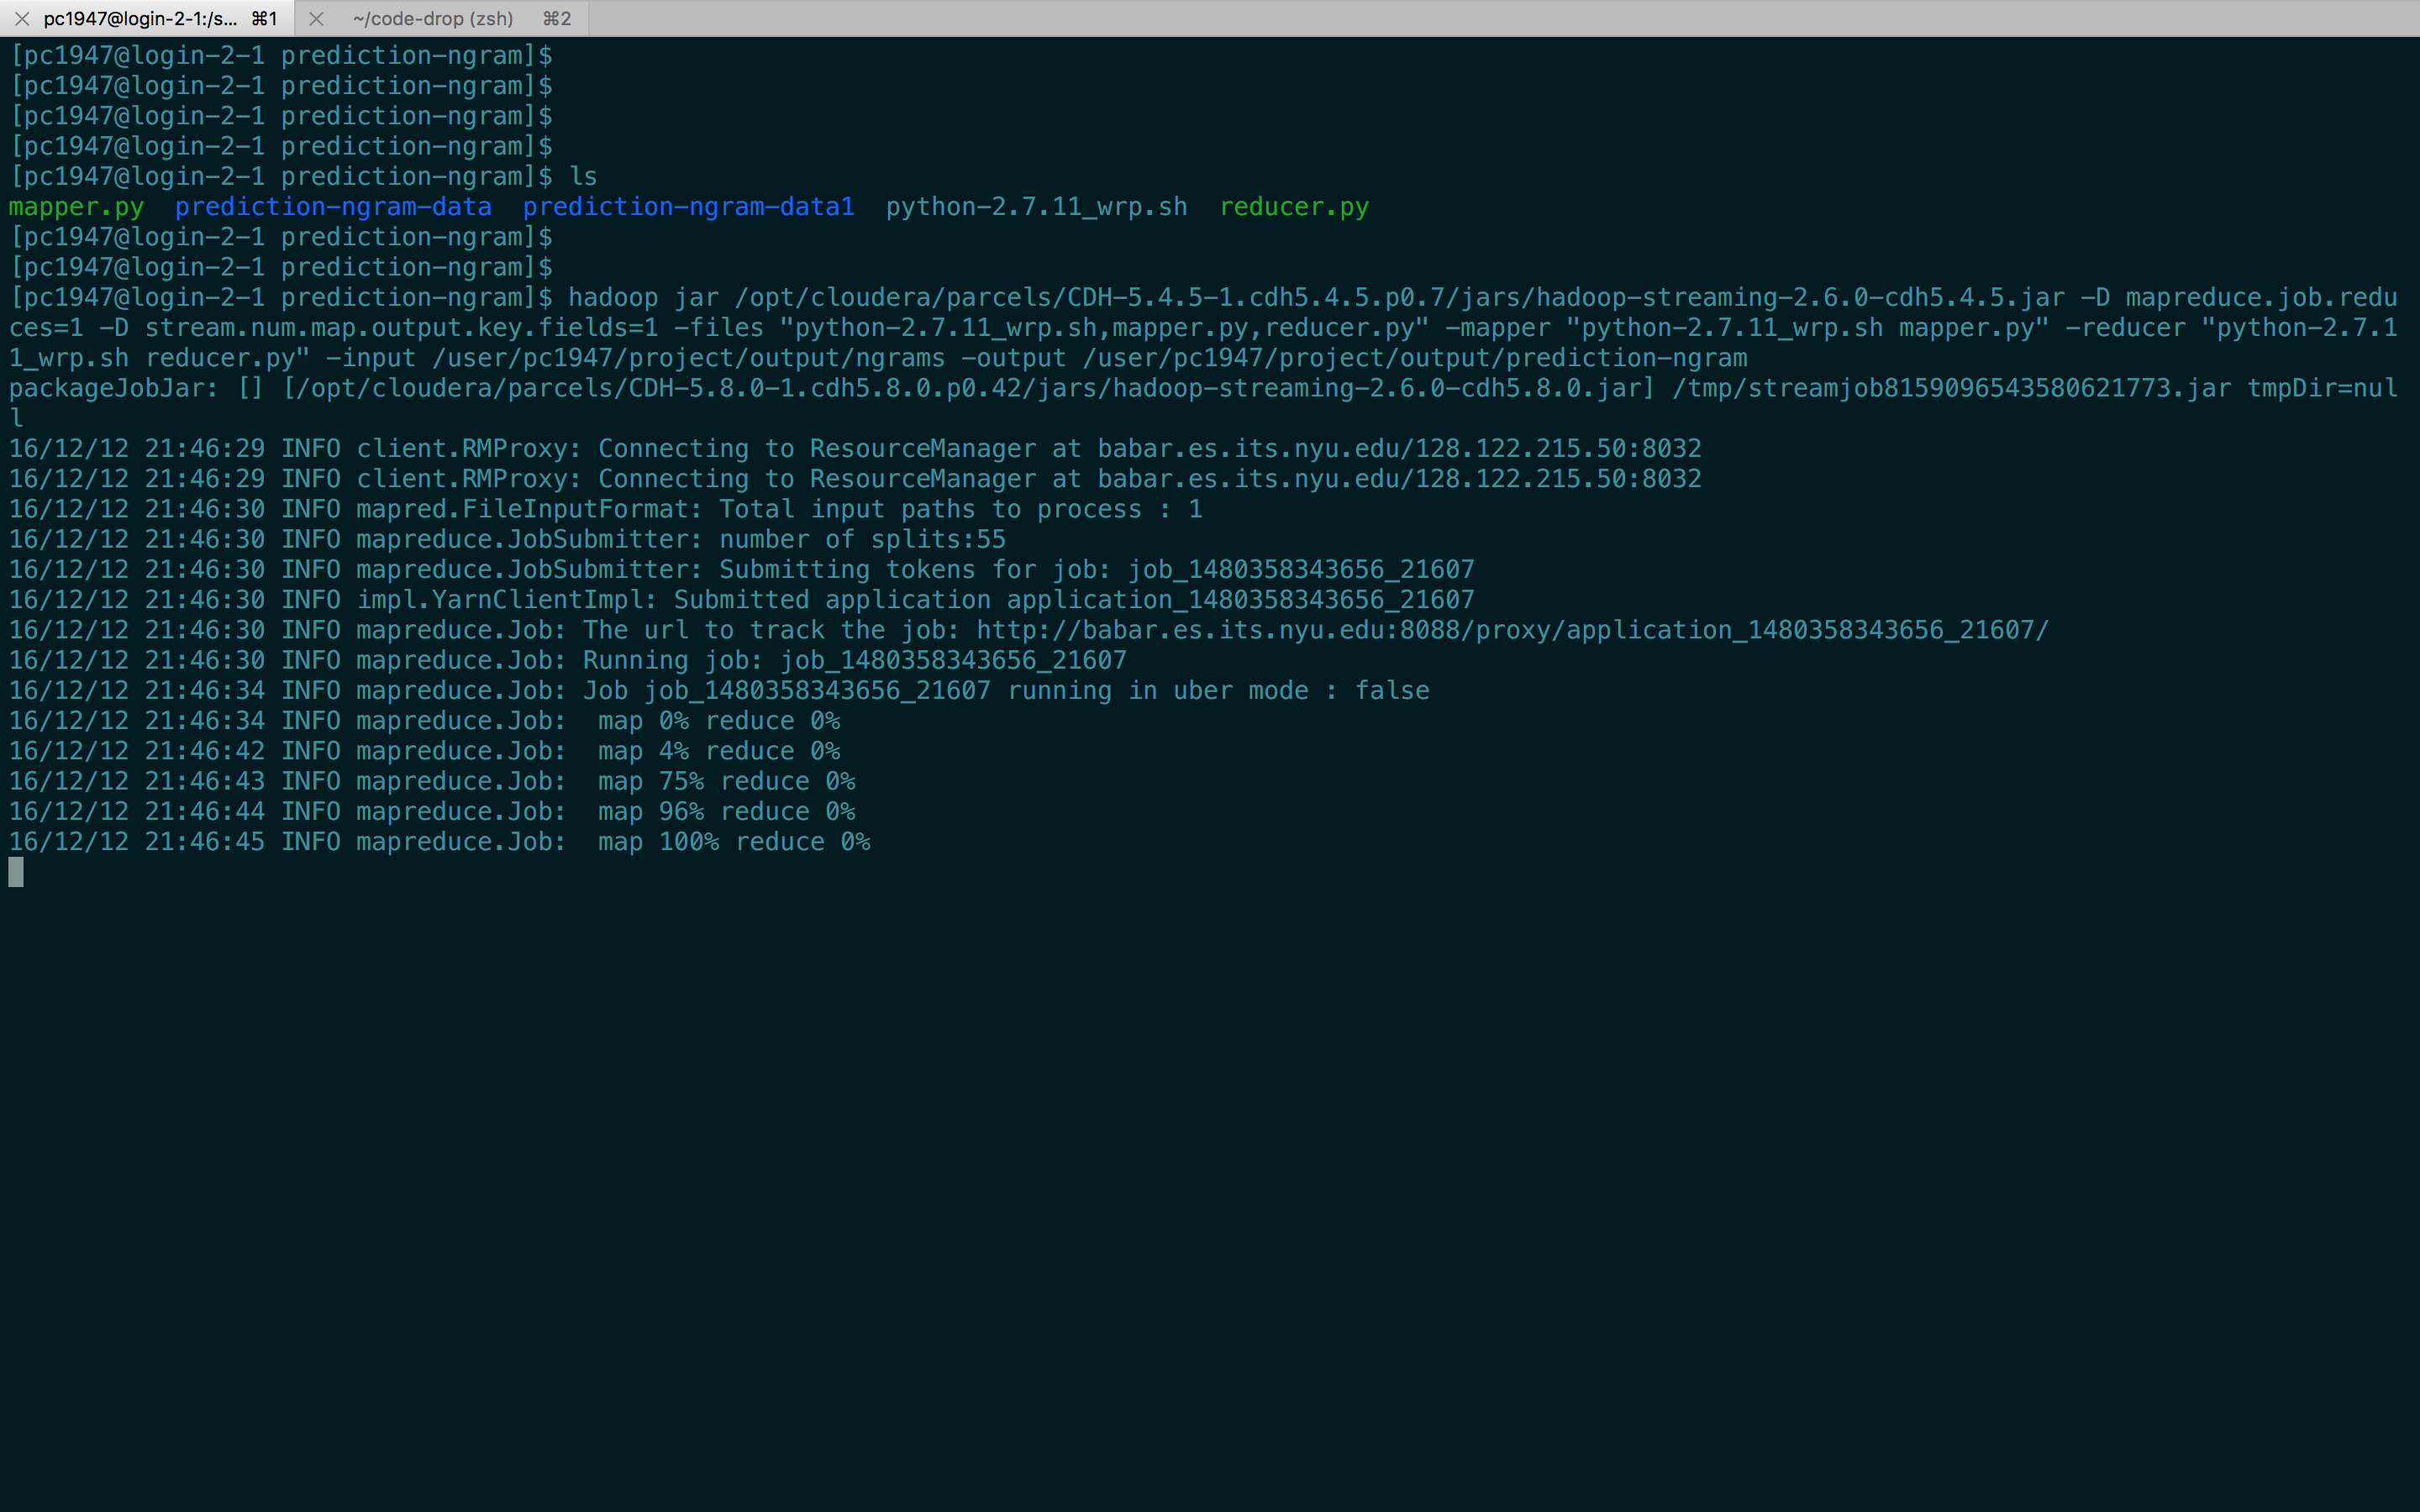 pc1947@login-2-1:/s... ⌘1 ~/code-drop (zsh) ⌘2
[pc1947@login-2-1 prediction-ngram]$
[pc1947@login-2-1 prediction-ngram]$
[pc1947@login-2-1 prediction-ngram]$
[pc1947@login-2-1 prediction-ngram]$
[pc1947@login-2-1 prediction-ngram]$ ls
mapper.py  prediction-ngram-data  prediction-ngram-data1  python-2.7.11_wrp.sh  reducer.py
[pc1947@login-2-1 prediction-ngram]$
[pc1947@login-2-1 prediction-ngram]$
[pc1947@login-2-1 prediction-ngram]$ hadoop jar /opt/cloudera/parcels/CDH-5.4.5-1.cdh5.4.5.p0.7/jars/hadoop-streaming-2.6.0-cdh5.4.5.jar -D mapreduce.job.redu
ces=1 -D stream.num.map.output.key.fields=1 -files "python-2.7.11_wrp.sh,mapper.py,reducer.py" -mapper "python-2.7.11_wrp.sh mapper.py" -reducer "python-2.7.1
1_wrp.sh reducer.py" -input /user/pc1947/project/output/ngrams -output /user/pc1947/project/output/prediction-ngram
packageJobJar: [] [/opt/cloudera/parcels/CDH-5.8.0-1.cdh5.8.0.p0.42/jars/hadoop-streaming-2.6.0-cdh5.8.0.jar] /tmp/streamjob8159096543580621773.jar tmpDir=nul
l
16/12/12 21:46:29 INFO client.RMProxy: Connecting to ResourceManager at babar.es.its.nyu.edu/128.122.215.50:8032
16/12/12 21:46:29 INFO client.RMProxy: Connecting to ResourceManager at babar.es.its.nyu.edu/128.122.215.50:8032
16/12/12 21:46:30 INFO mapred.FileInputFormat: Total input paths to process : 1
16/12/12 21:46:30 INFO mapreduce.JobSubmitter: number of splits:55
16/12/12 21:46:30 INFO mapreduce.JobSubmitter: Submitting tokens for job: job_1480358343656_21607
16/12/12 21:46:30 INFO impl.YarnClientImpl: Submitted application application_1480358343656_21607
16/12/12 21:46:30 INFO mapreduce.Job: The url to track the job: http://babar.es.its.nyu.edu:8088/proxy/application_1480358343656_21607/
16/12/12 21:46:30 INFO mapreduce.Job: Running job: job_1480358343656_21607
16/12/12 21:46:34 INFO mapreduce.Job: Job job_1480358343656_21607 running in uber mode : false
16/12/12 21:46:34 INFO mapreduce.Job:  map 0% reduce 0%
16/12/12 21:46:42 INFO mapreduce.Job:  map 4% reduce 0%
16/12/12 21:46:43 INFO mapreduce.Job:  map 75% reduce 0%
16/12/12 21:46:44 INFO mapreduce.Job:  map 96% reduce 0%
16/12/12 21:46:45 INFO mapreduce.Job:  map 100% reduce 0%